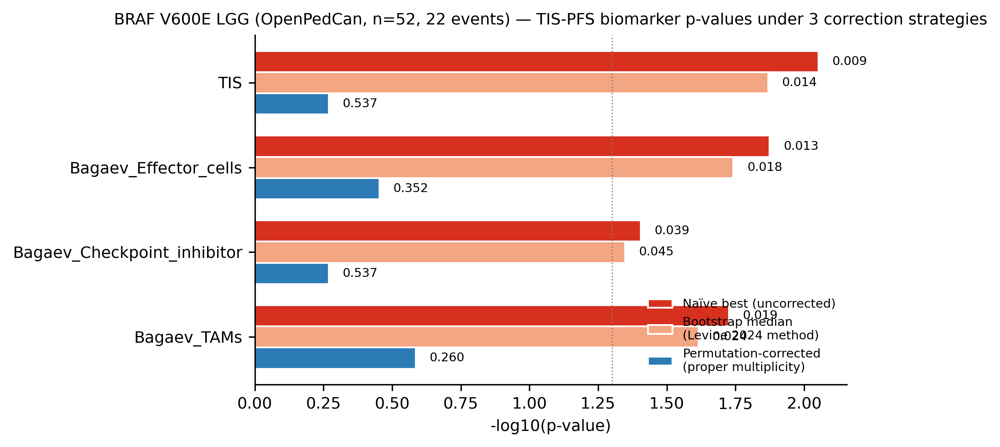 BRAF V600E LGG (OpenPedCan, n=52, 22 events) — TIS-PFS biomarker p-values under 3 correction strategies
0.009
TIS
0.014
0.537
0.013
Bagaev_Effector_cells
0.018
0.352
0.039
Bagaev_Checkpoint_inhibitor
0.045
0.537
Naïve best (uncorrected)
0.019
Bootstrap median
(Levine 2024 method)
Bagaev_TAMs
0.024
Permutation-corrected
(proper multiplicity)
0.260
0.00 0.25 0.50 0.75 1.00 1.25 1.50 1.75 2.00
-log10(p-value)